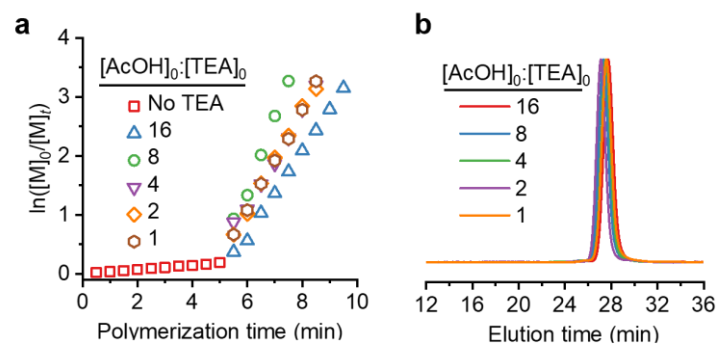 a
ln([M]₀/[M]ₜ)
4
3
2
1
0
[AcOH]₀:[TEA]₀
No TEA
16
8
4
2
1
0 2 4 6 8 10
Polymerization time (min)
b
[AcOH]₀:[TEA]₀
16
8
4
2
1
12 16 20 24 28 32 36
Elution time (min)